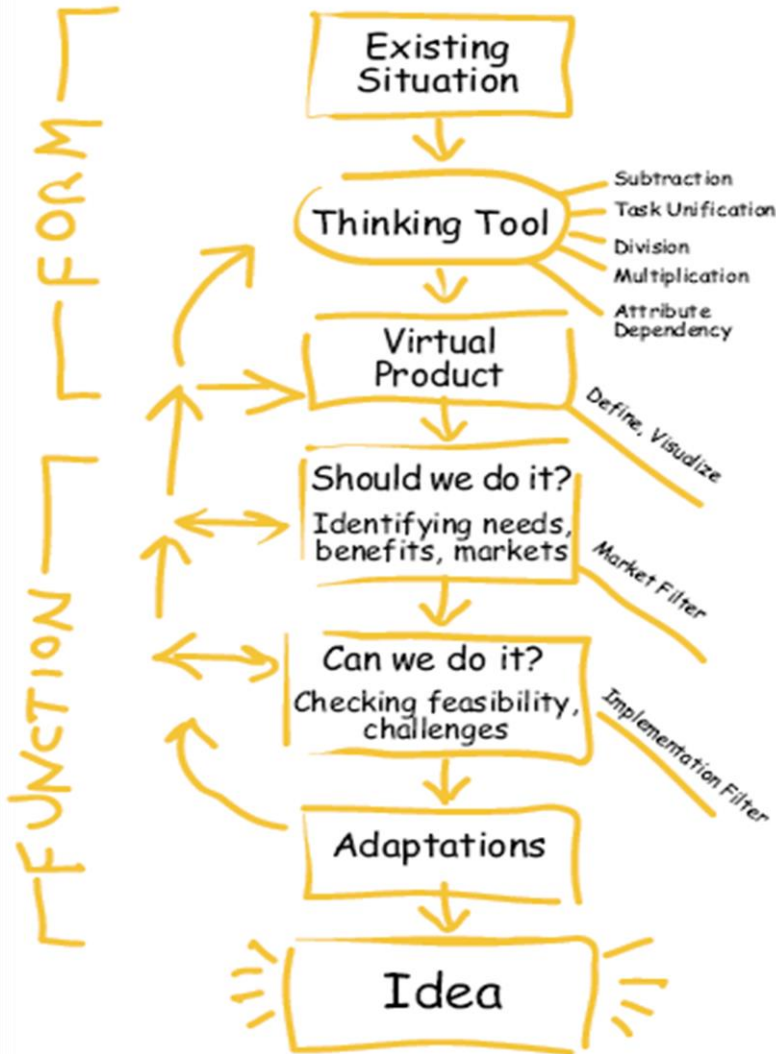 FORM
FUNCTION
Existing
Situation
Thinking Tool
Subtraction
Task Unification
Division
Multiplication
Attribute
Dependency
Virtual
Product
Define, Visualize
Should we do it?
Identifying needs,
benefits, markets
Market Filter
Can we do it?
Checking feasibility,
challenges
Implementation Filter
Adaptations
Idea